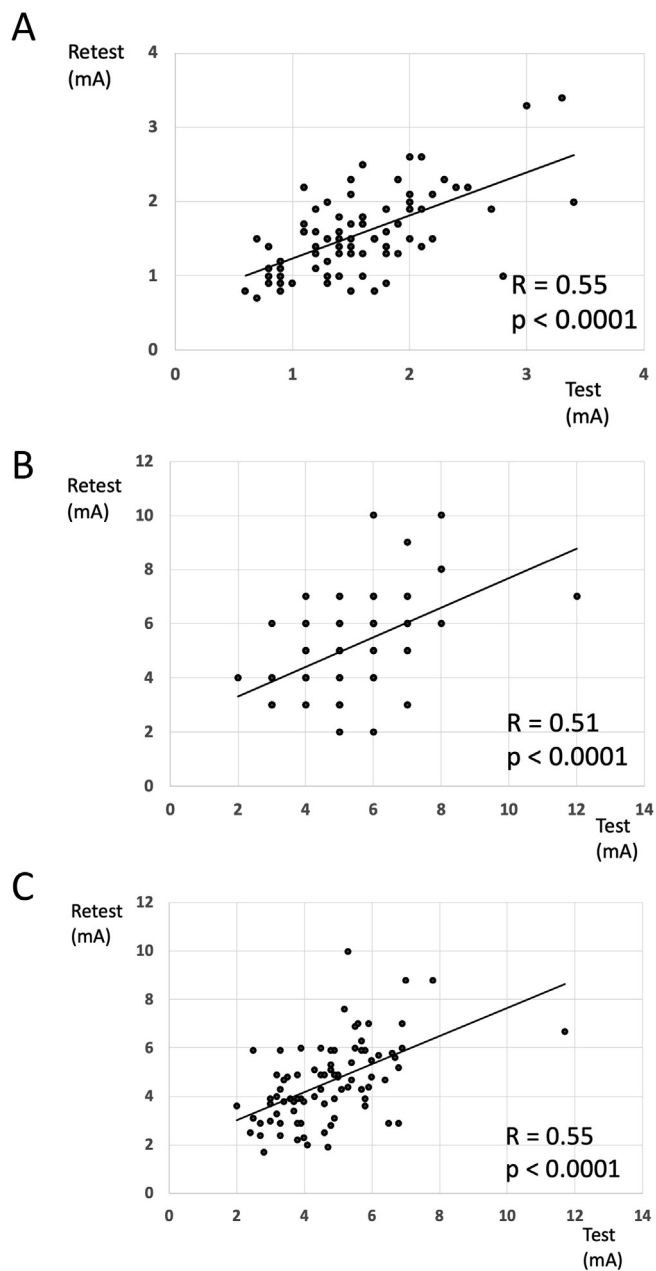 A
Retest
(mA)
4
3
2
1
0
0 1 2 3 4
R = 0.55
p < 0.0001
Test
(mA)
B
Retest
(mA)
12
10
8
6
4
2
0
0 2 4 6 8 10 12 14
R = 0.51
p < 0.0001
Test
(mA)
C
Retest
(mA)
12
10
8
6
4
2
0
0 2 4 6 8 10 12 14
R = 0.55
p < 0.0001
Test
(mA)